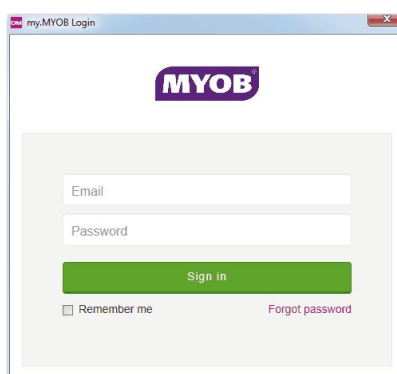 my.MYOB Login
MYOB
Email
Password
Sign in
Remember me Forgot password